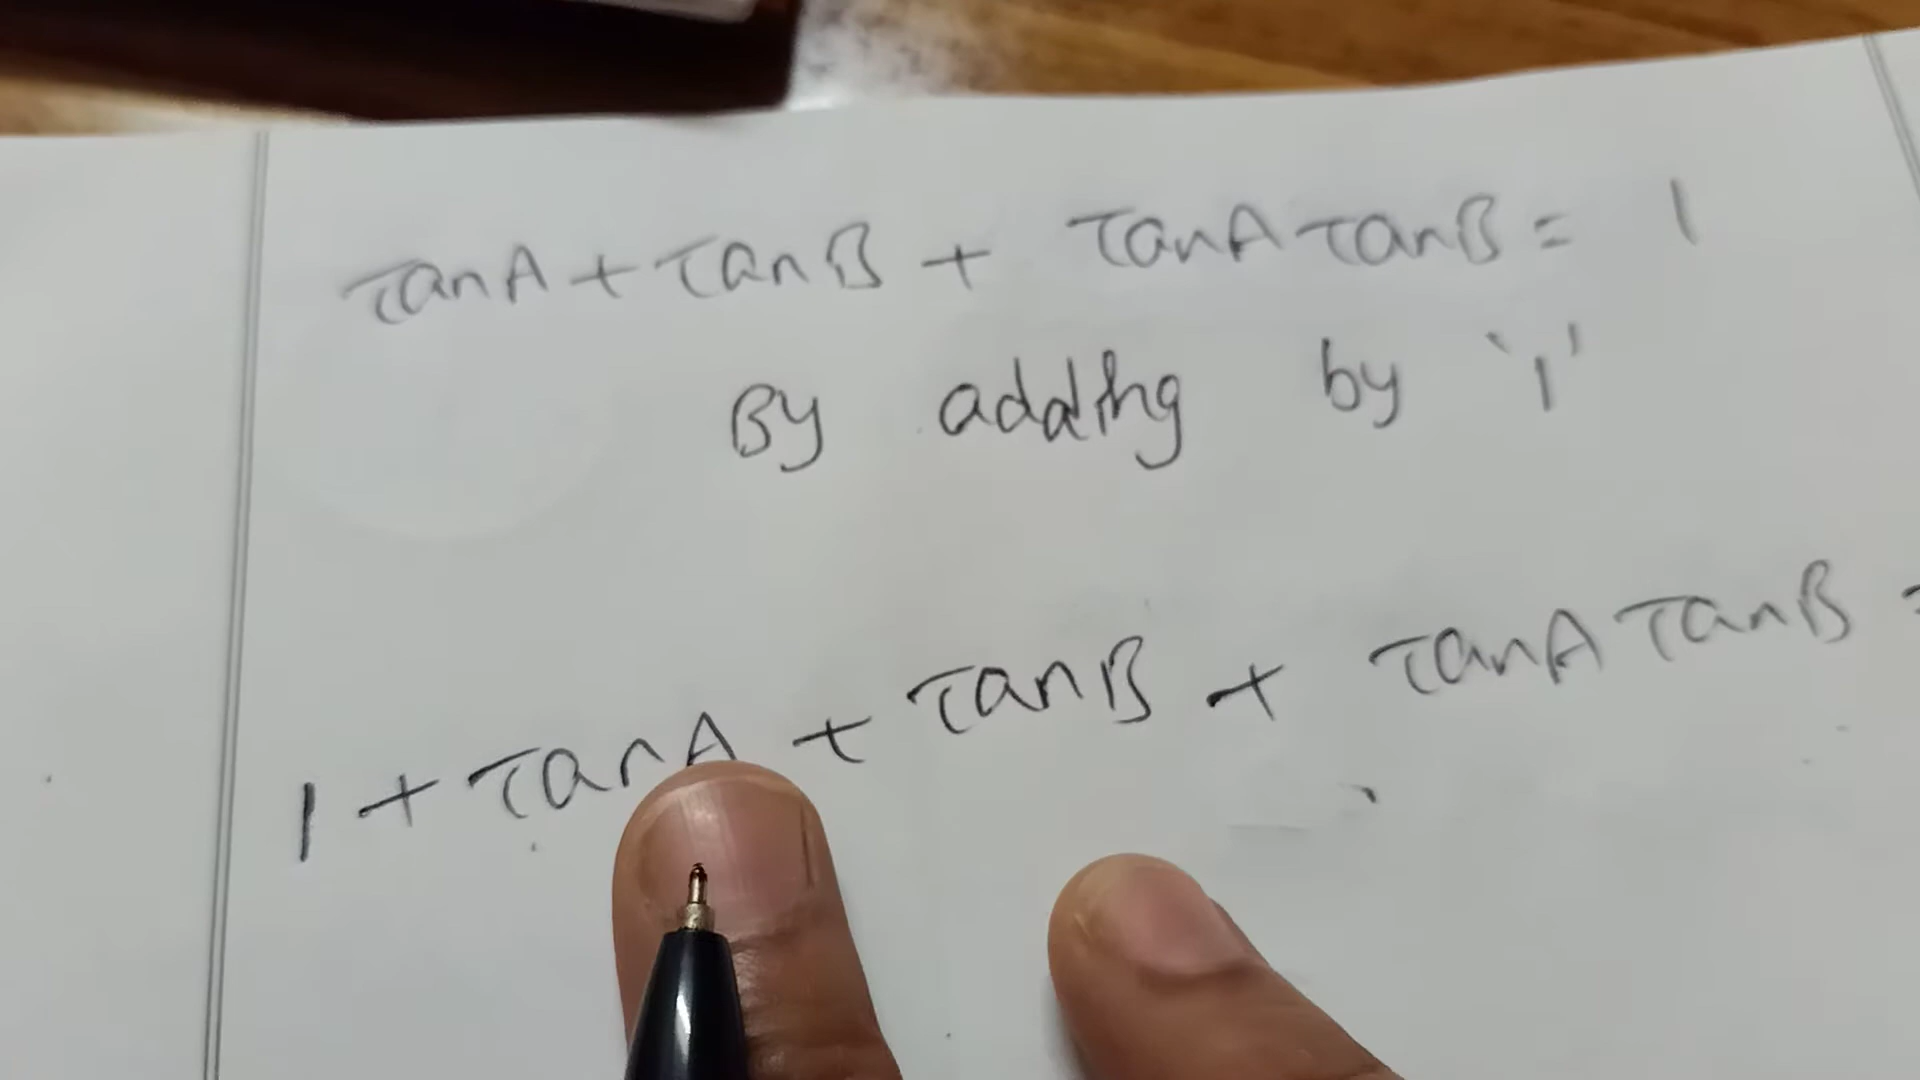 TanA + TanB + TanA TanB = 1
By adding by '1'
1 + TanA + TanB + TanA TanB =